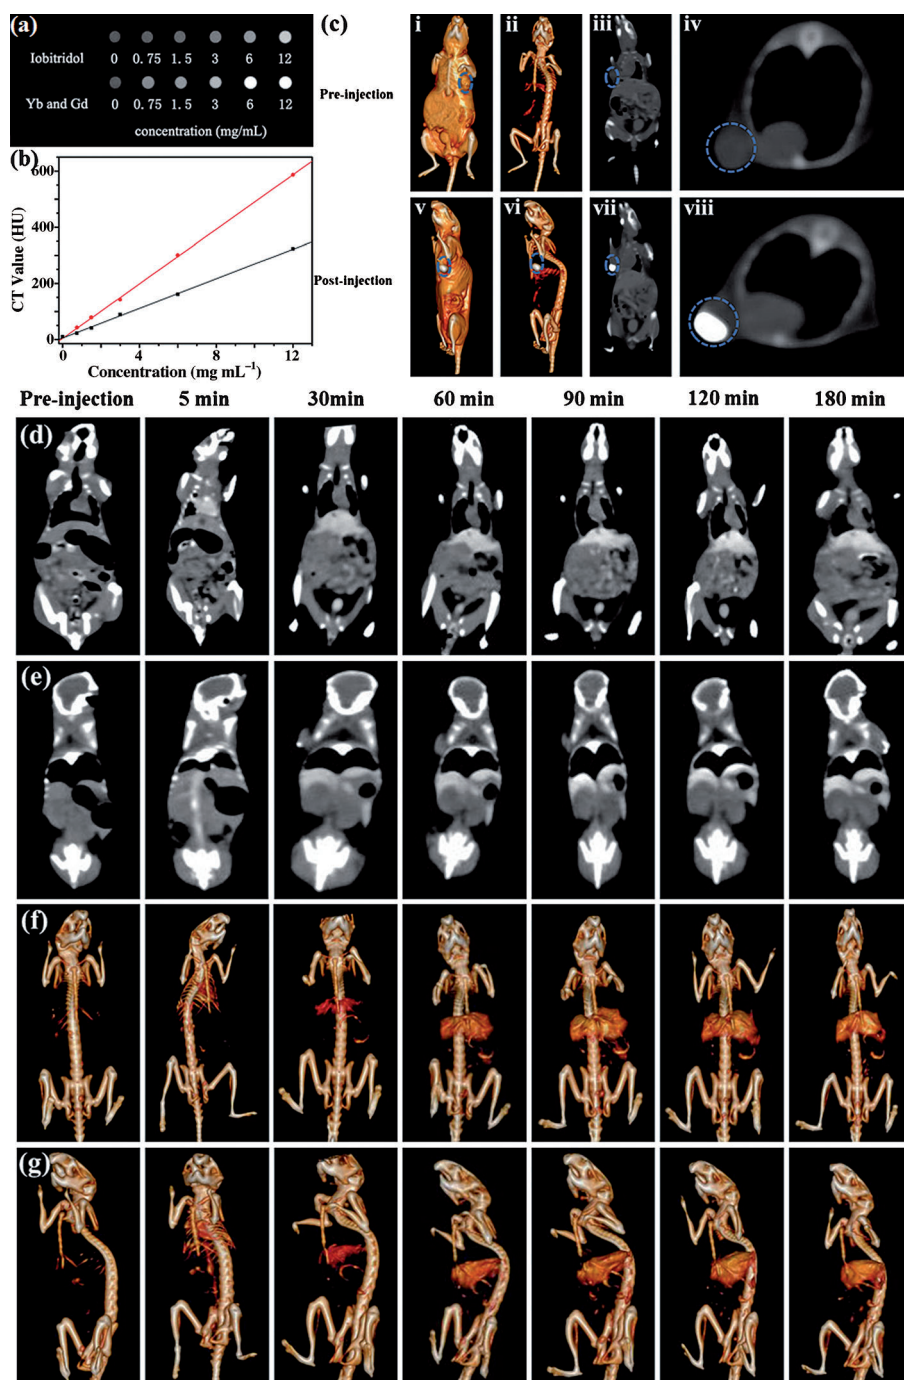 (a)
Iobitridol 0 0.75 1.5 3 6 12
Yb and Gd 0 0.75 1.5 3 6 12
concentration (mg/mL)
(b)
600
400
200
0
CT Value (HU)
0 4 8 12
Concentration (mg mL⁻¹)
(c)
Pre-injection
i ii iii iv
Post-injection
v vi vii viii
Pre-injection 5 min 30min 60 min 90 min 120 min 180 min
(d)
(e)
(f)
(g)